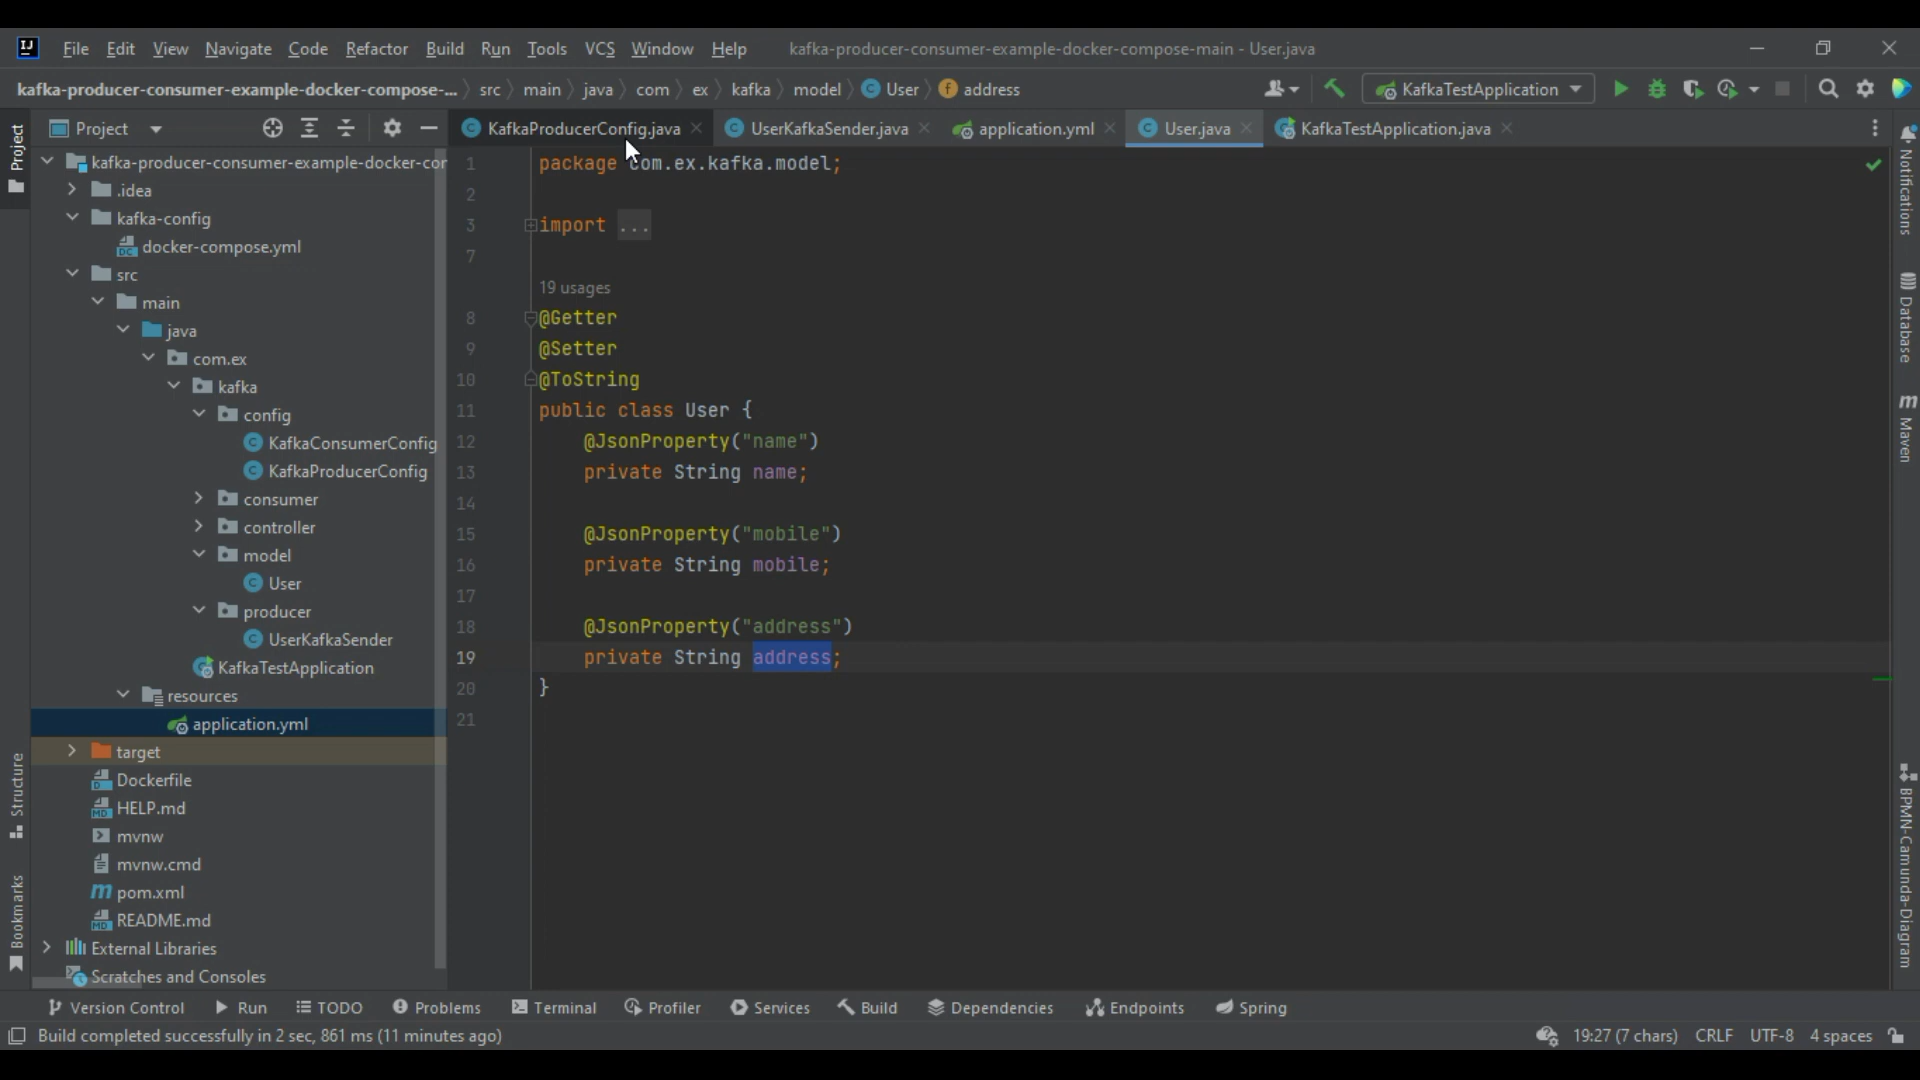 IJ File Edit View Navigate Code Refactor Build Run Tools VCS Window Help kafka-producer-consumer-example-docker-compose-main - User.java
kafka-producer-consumer-example-docker-compose-... src main java com ex kafka model User address KafkaTestApplication
Project KafkaProducerConfig.java UserKafkaSender.java application.yml User.java KafkaTestApplication.java
Project
Structure
Bookmarks
kafka-producer-consumer-example-docker-cor
.idea
kafka-config
docker-compose.yml
src
main
java
com.ex
kafka
config
KafkaConsumerConfig
KafkaProducerConfig
consumer
controller
model
User
producer
UserKafkaSender
KafkaTestApplication
resources
application.yml
target
Dockerfile
HELP.md
mvnw
mvnw.cmd
pom.xml
README.md
External Libraries
Scratches and Consoles
1 package com.ex.kafka.model;
2
3 import ...
7
19 usages
8 @Getter
9 @Setter
10 @ToString
11 public class User {
12 @JsonProperty("name")
13 private String name;
14
15 @JsonProperty("mobile")
16 private String mobile;
17
18 @JsonProperty("address")
19 private String address;
20 }
21
Notifications
Database
Maven
BPMN-Camunda-Diagram
Version Control Run TODO Problems Terminal Profiler Services Build Dependencies Endpoints Spring
Build completed successfully in 2 sec, 861 ms (11 minutes ago) 19:27 (7 chars) CRLF UTF-8 4 spaces